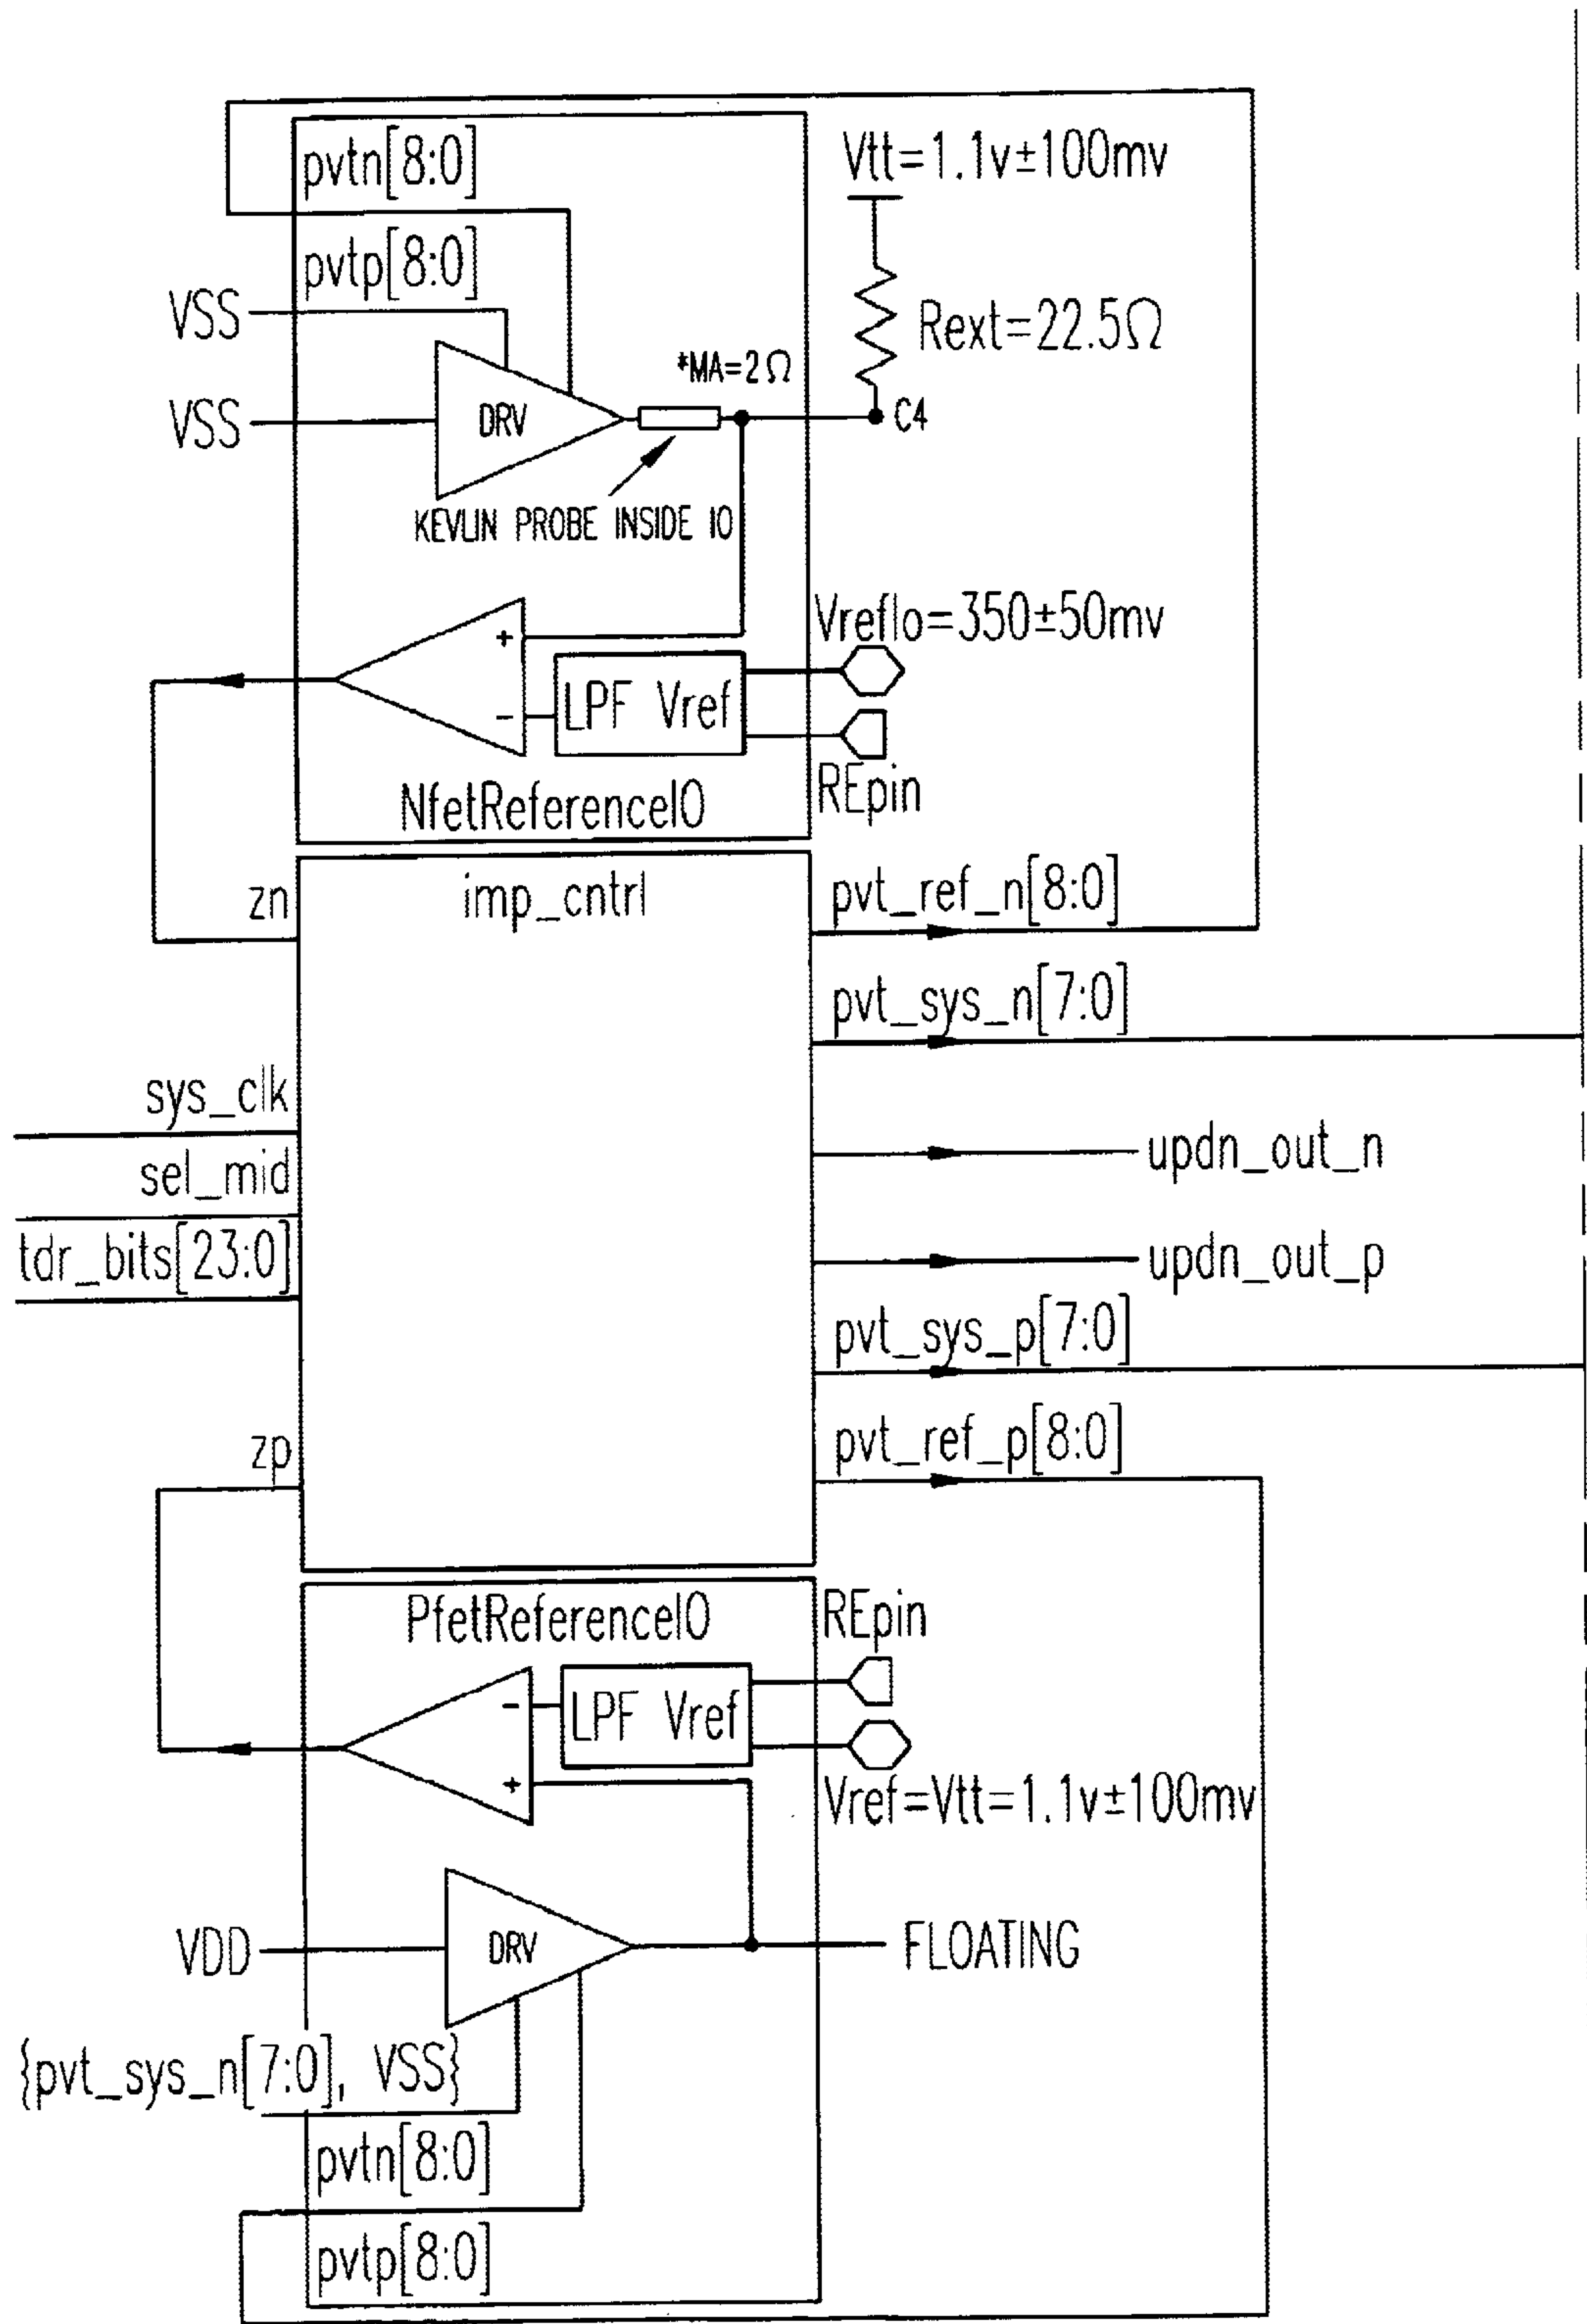 pvtn[8:0]
Vtt=1.1v±100mv
pvtp[8:0]
VSS
Rext=22.5Ω
*MA=2Ω
VSS
DRV
C4
KEVLIN PROBE INSIDE IO
Vreflo=350±50mv
+
LPF Vref
-
REpin
NfetReferenceIO
zn
imp_cntrl
pvt_ref_n[8:0]
pvt_sys_n[7:0]
sys_clk
sel_mid
updn_out_n
tdr_bits[23:0]
updn_out_p
pvt_sys_p[7:0]
zp
pvt_ref_p[8:0]
PfetReferenceIO
REpin
-
LPF Vref
+
Vref=Vtt=1.1v±100mv
VDD
DRV
FLOATING
{pvt_sys_n[7:0], VSS}
pvtn[8:0]
pvtp[8:0]